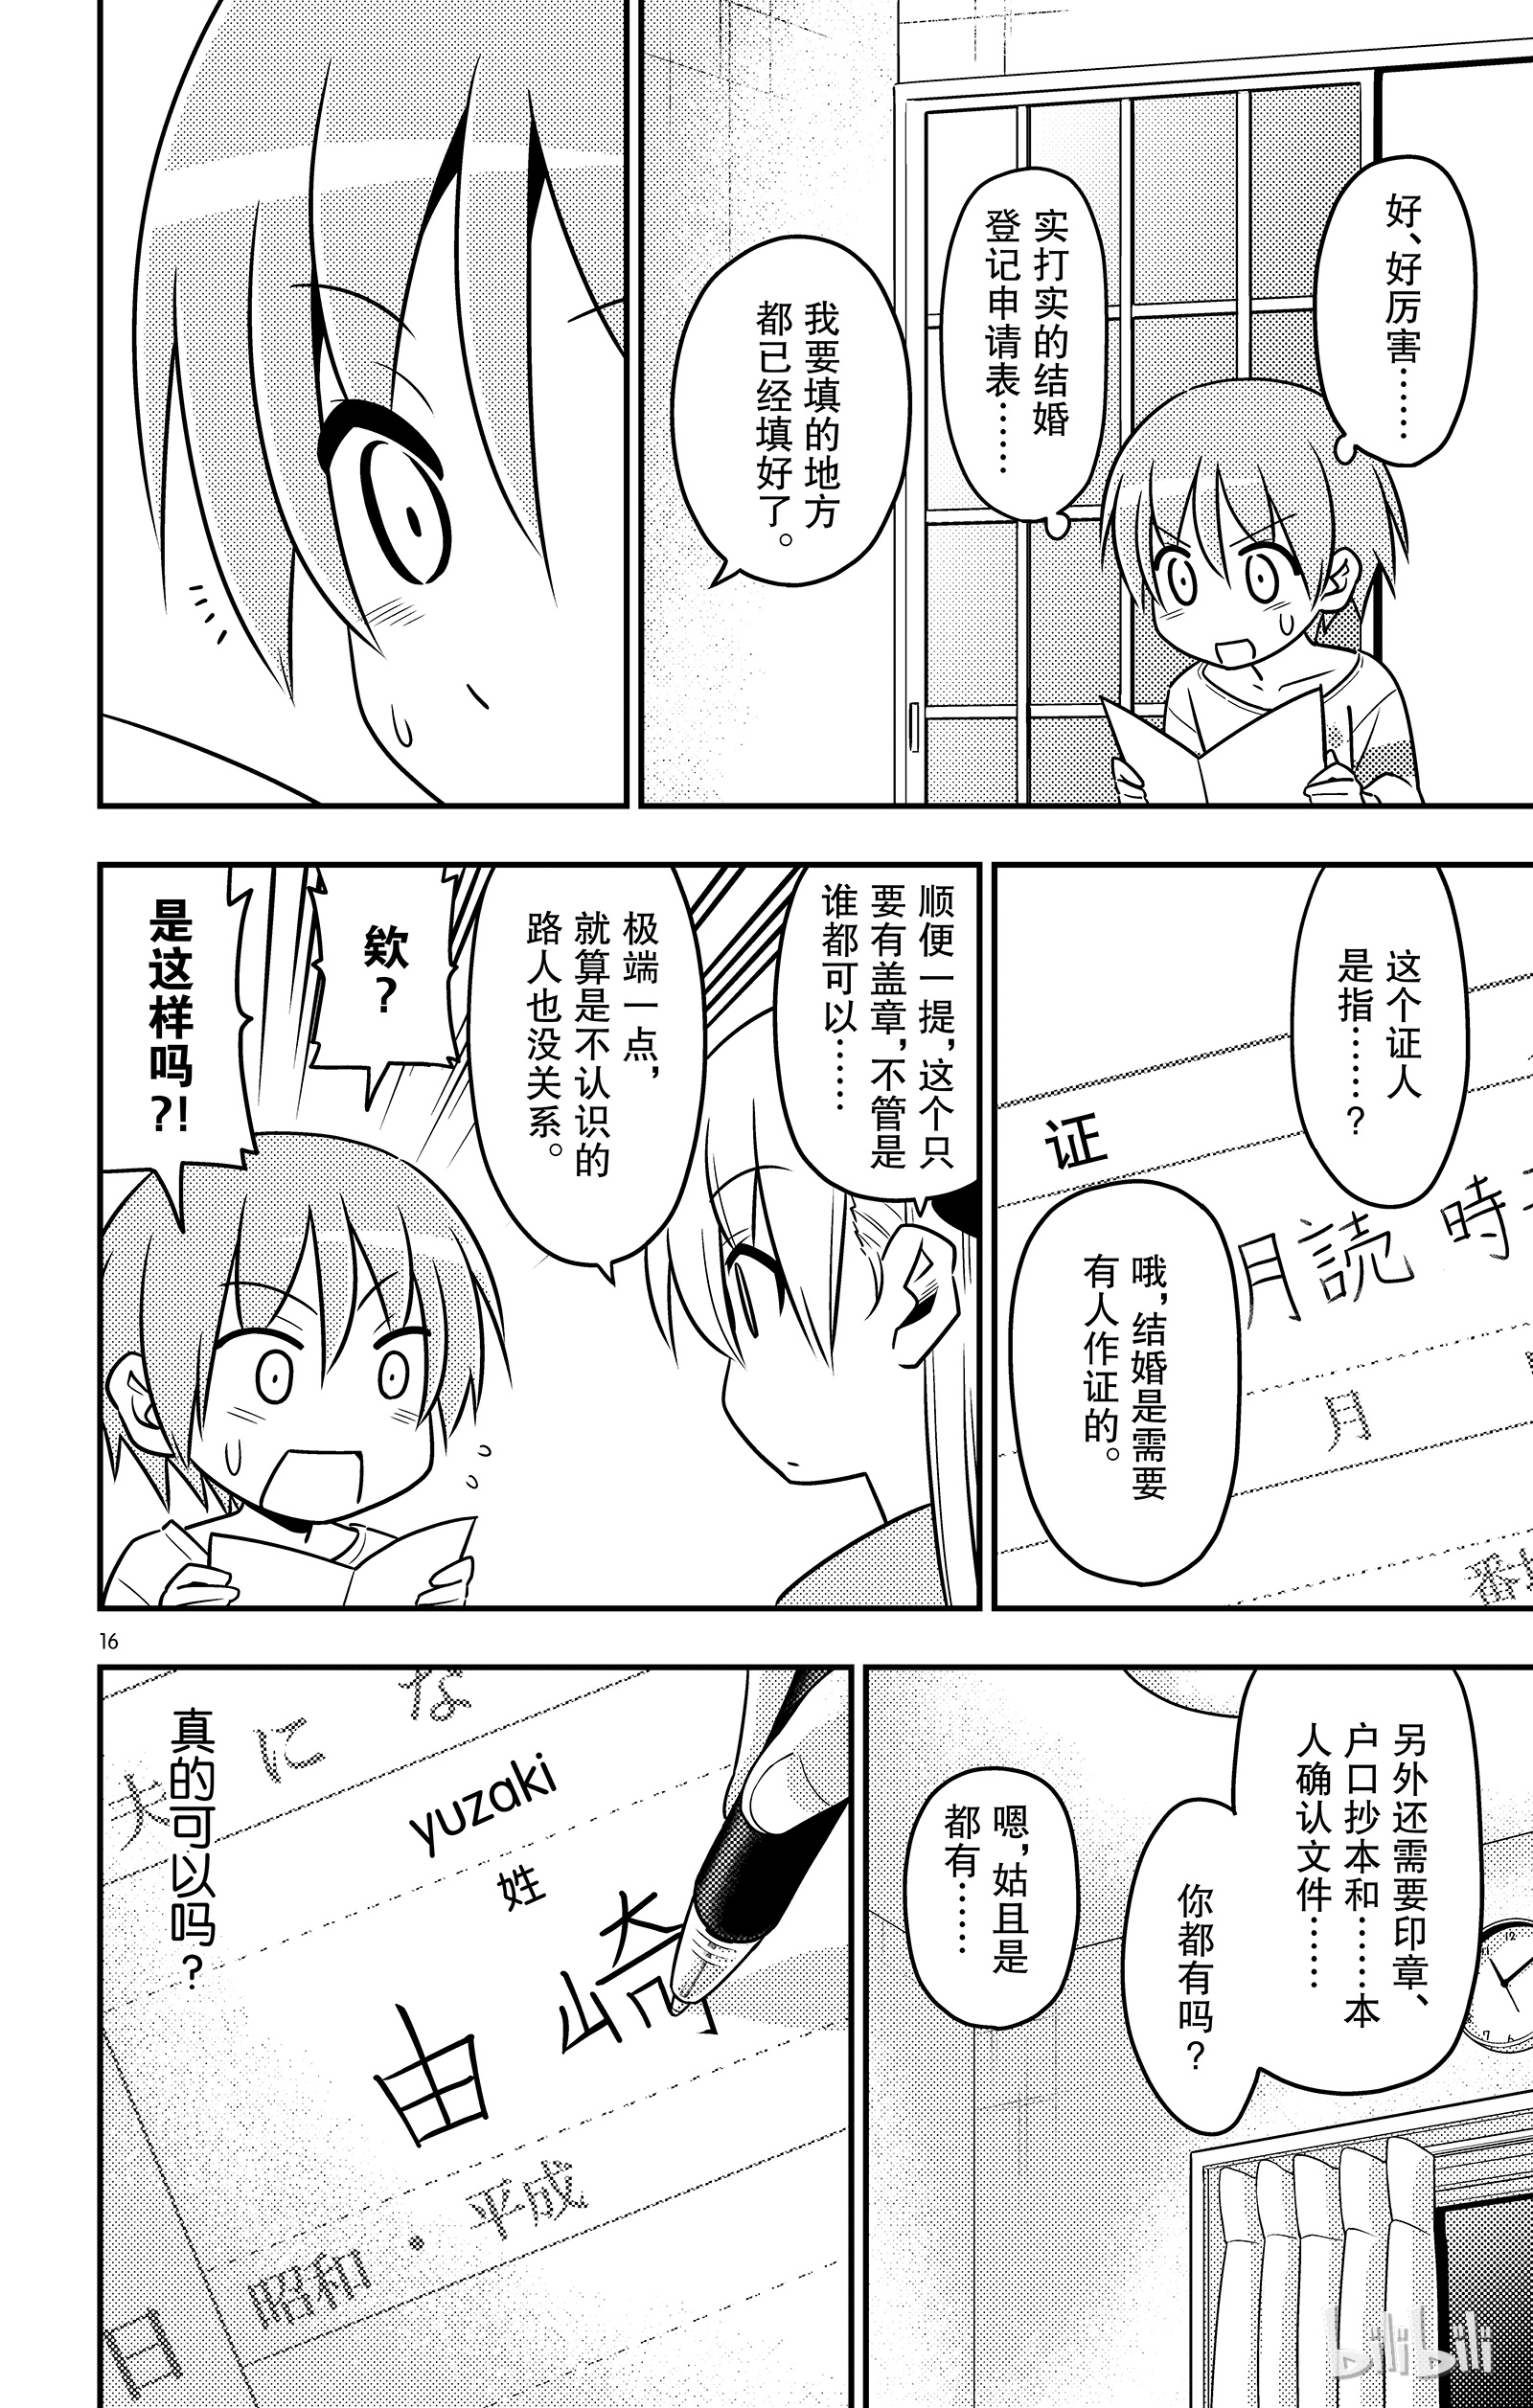 好、好厉害……
实打实的结婚
登记申请表……
我要填的地方
都已经填好了。
这个证人
是指……？
证
月読
時
月
番
哦，结婚是需要
有人作证的。
顺便一提，这个只
要有盖章，不管是
谁都可以……
极端一点，
就算是不认识的
路人也没关系。
欸？
是这样吗?!
16
另外还需要印章、
户口抄本和……本
人确认文件……
你都有吗？
嗯，姑且是
都有……
12
7
6
夫にな
yuzaki
姓
由崎
昭和・平成
日
真的可以吗？
bilibili